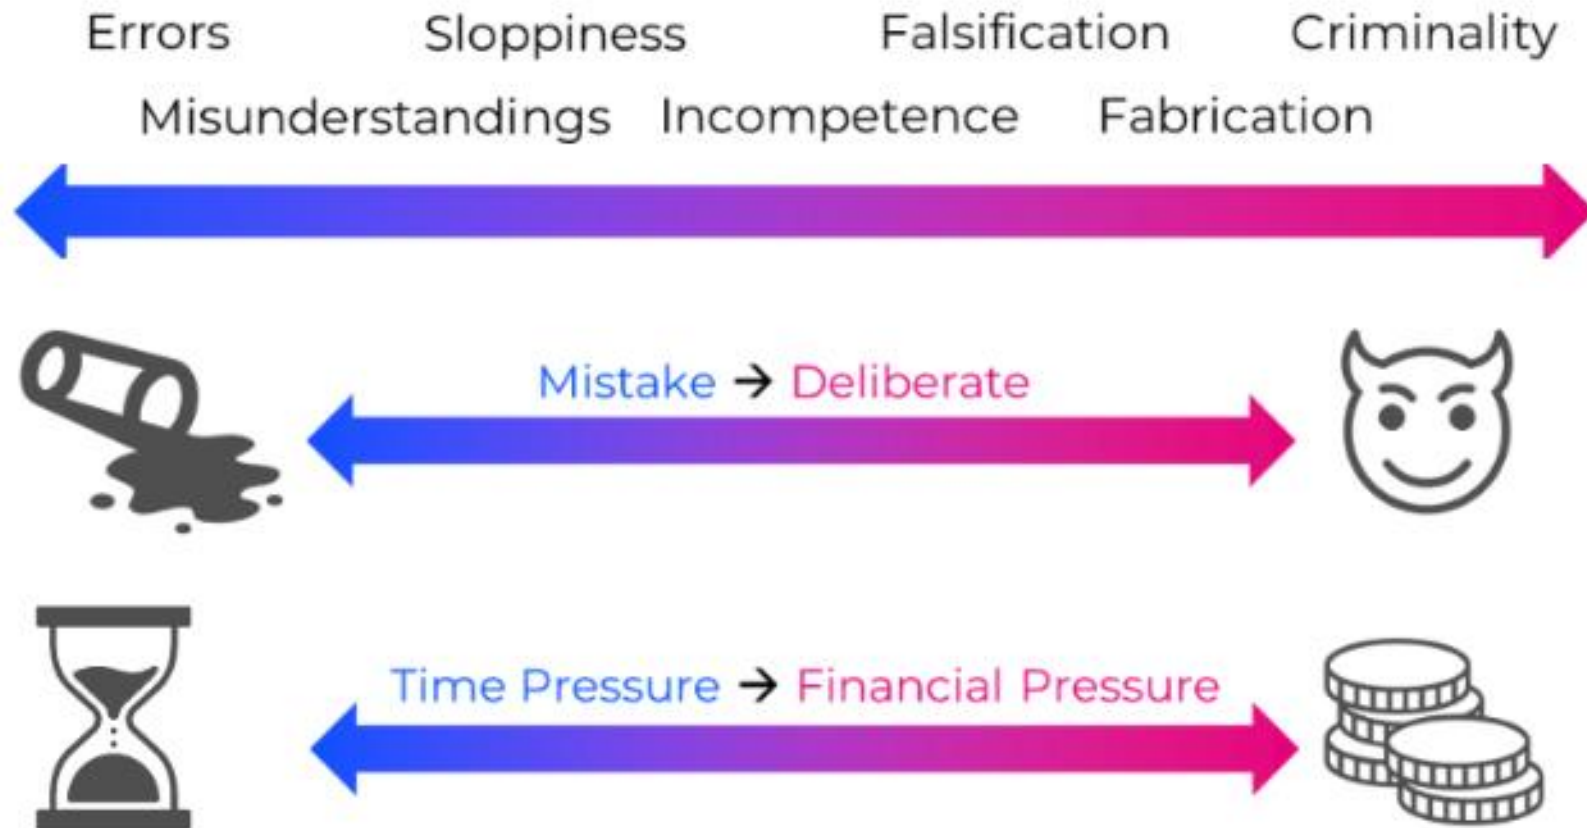 Errors Sloppiness Falsification Criminality
Misunderstandings Incompetence Fabrication
Mistake → Deliberate
Time Pressure → Financial Pressure